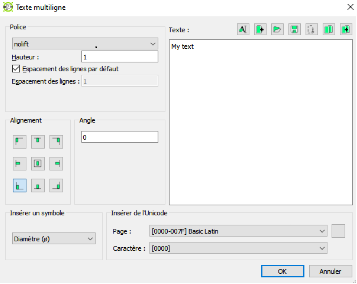 Texte multiligne
Police
nolift
Hauteur :
1
Espacement des lignes par défaut
Espacement des lignes :
1
Alignement
Angle
0
Texte :
My text
Insérer un symbole
Diamètre (ø)
Insérer de l'Unicode
Page :
[0000-007F] Basic Latin
Caractère :
[0000]
OK
Annuler